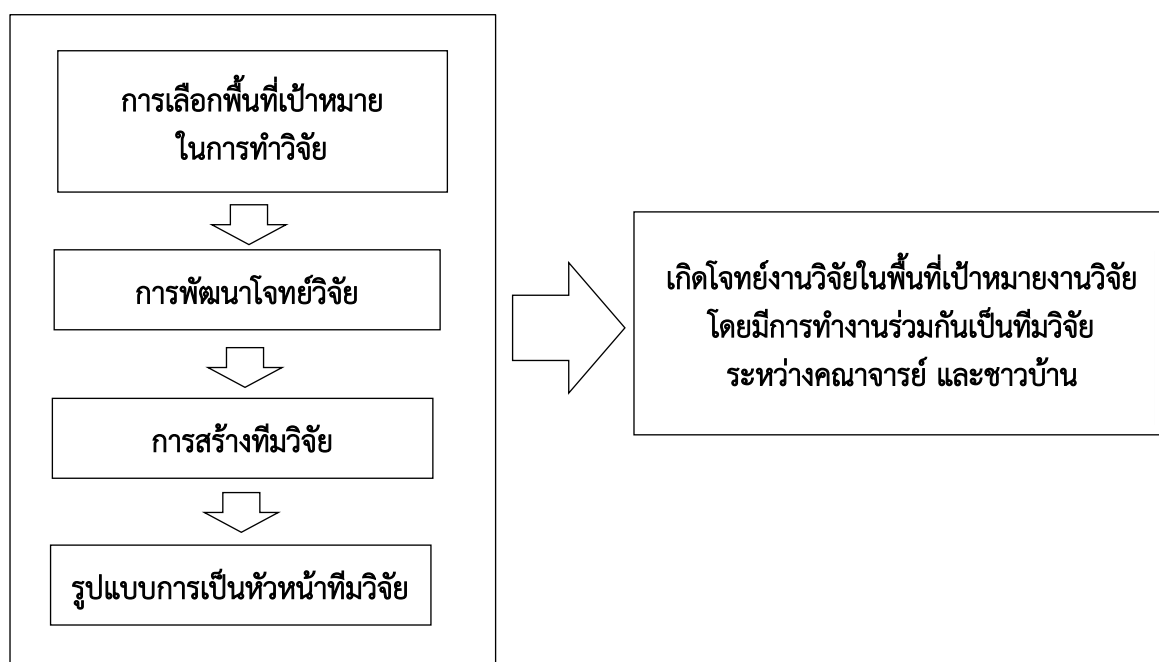 การเลือกพื้นที่เป้าหมาย
ในการทำวิจัย
การพัฒนาโจทย์วิจัย
การสร้างทีมวิจัย
รูปแบบการเป็นหัวหน้าทีมวิจัย
เกิดโจทย์งานวิจัยในพื้นที่เป้าหมายงานวิจัย
โดยมีการทำงานร่วมกันเป็นทีมวิจัย
ระหว่างคณาจารย์ และชาวบ้าน